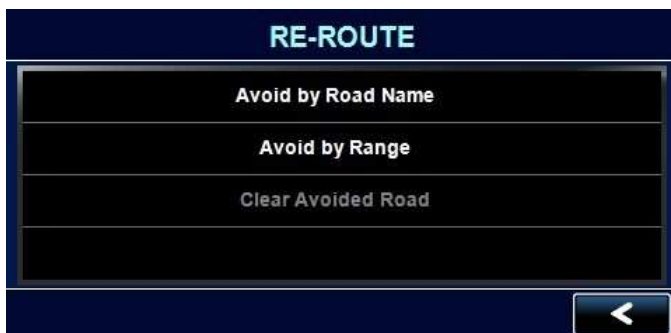 RE-ROUTE
Avoid by Road Name
Avoid by Range
Clear Avoided Road